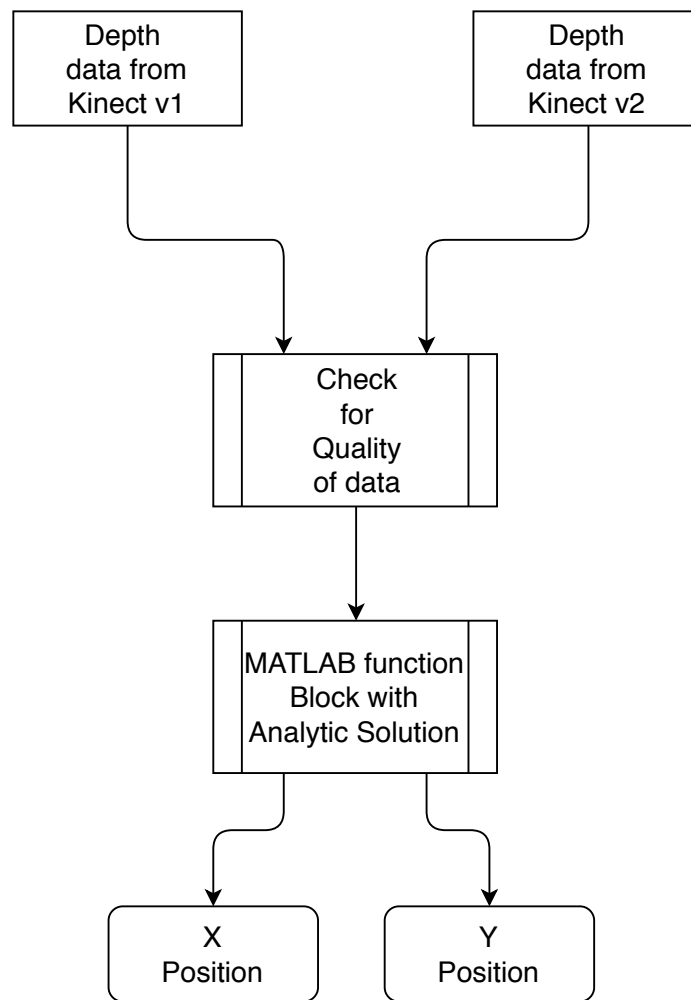 Depth
data from
Kinect v1
Depth
data from
Kinect v2
Check
for
Quality
of data
MATLAB function
Block with
Analytic Solution
X
Position
Y
Position